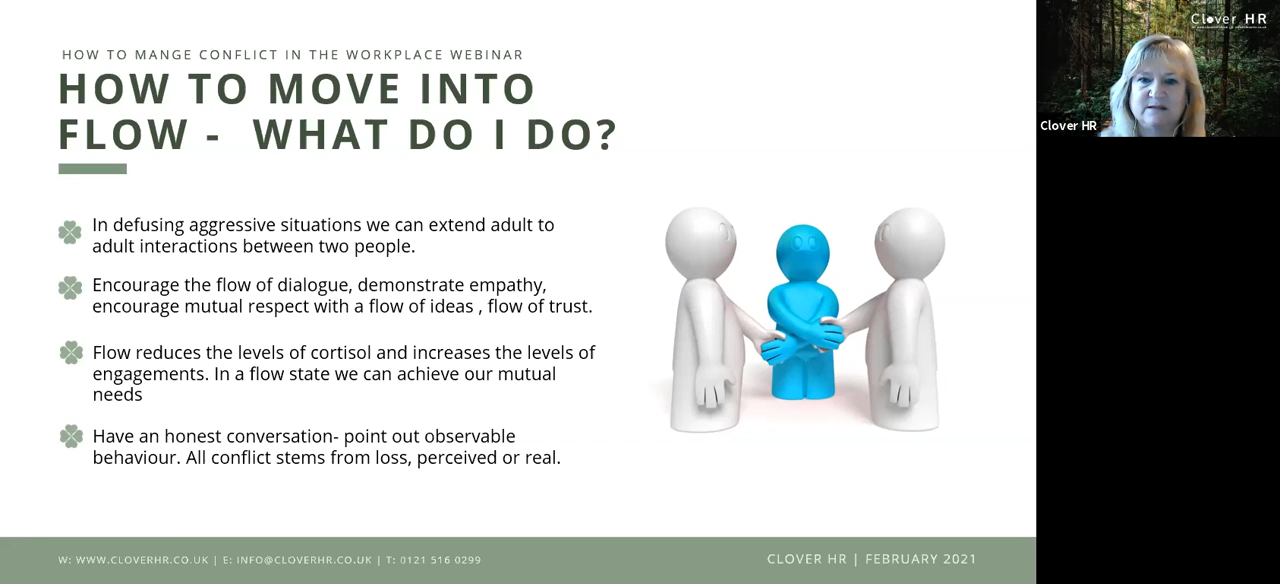 HOW TO MANGE CONFLICT IN THE WORKPLACE WEBINAR
HOW TO MOVE INTO
FLOW - WHAT DO I DO?
In defusing aggressive situations we can extend adult to
adult interactions between two people.
Encourage the flow of dialogue, demonstrate empathy,
encourage mutual respect with a flow of ideas , flow of trust.
Flow reduces the levels of cortisol and increases the levels of
engagements. In a flow state we can achieve our mutual
needs
Have an honest conversation- point out observable
behaviour. All conflict stems from loss, perceived or real.
W: WWW.CLOVERHR.CO.UK | E: INFO@CLOVERHR.CO.UK | T: 0121 516 0299
CLOVER HR | FEBRUARY 2021
Clover HR
Clover HR